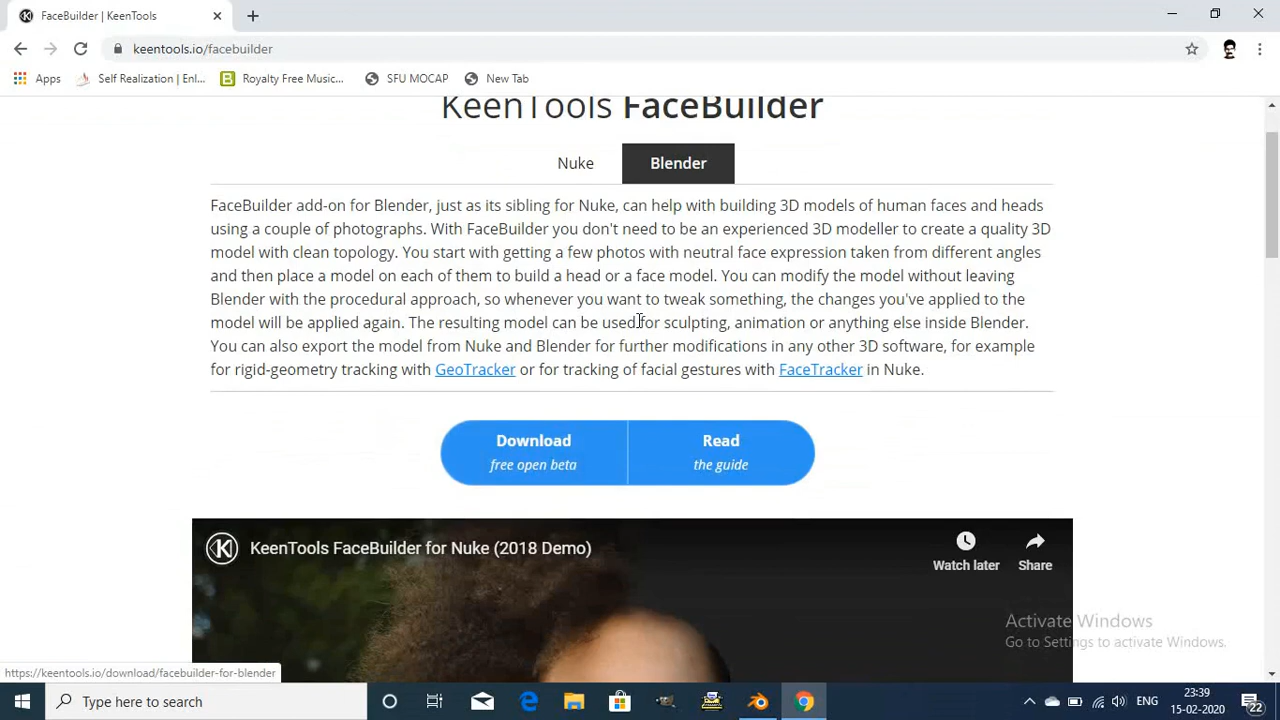 FaceBuilder | KeenTools
keentools.io/facebuilder
Apps Self Realization | Enl... Royalty Free Music... SFU MOCAP New Tab
KeenTools FaceBuilder
Nuke Blender
FaceBuilder add-on for Blender, just as its sibling for Nuke, can help with building 3D models of human faces and heads
using a couple of photographs. With FaceBuilder you don't need to be an experienced 3D modeller to create a quality 3D
model with clean topology. You start with getting a few photos with neutral face expression taken from different angles
and then place a model on each of them to build a head or a face model. You can modify the model without leaving
Blender with the procedural approach, so whenever you want to tweak something, the changes you've applied to the
model will be applied again. The resulting model can be used for sculpting, animation or anything else inside Blender.
You can also export the model from Nuke and Blender for further modifications in any other 3D software, for example
for rigid-geometry tracking with GeoTracker or for tracking of facial gestures with FaceTracker in Nuke.
Download Read
free open beta the guide
KeenTools FaceBuilder for Nuke (2018 Demo)
Watch later Share
Activate Windows
Go to Settings to activate Windows.
https://keentools.io/download/facebuilder-for-blender
Type here to search
ENG
23:39
15-02-2020
22